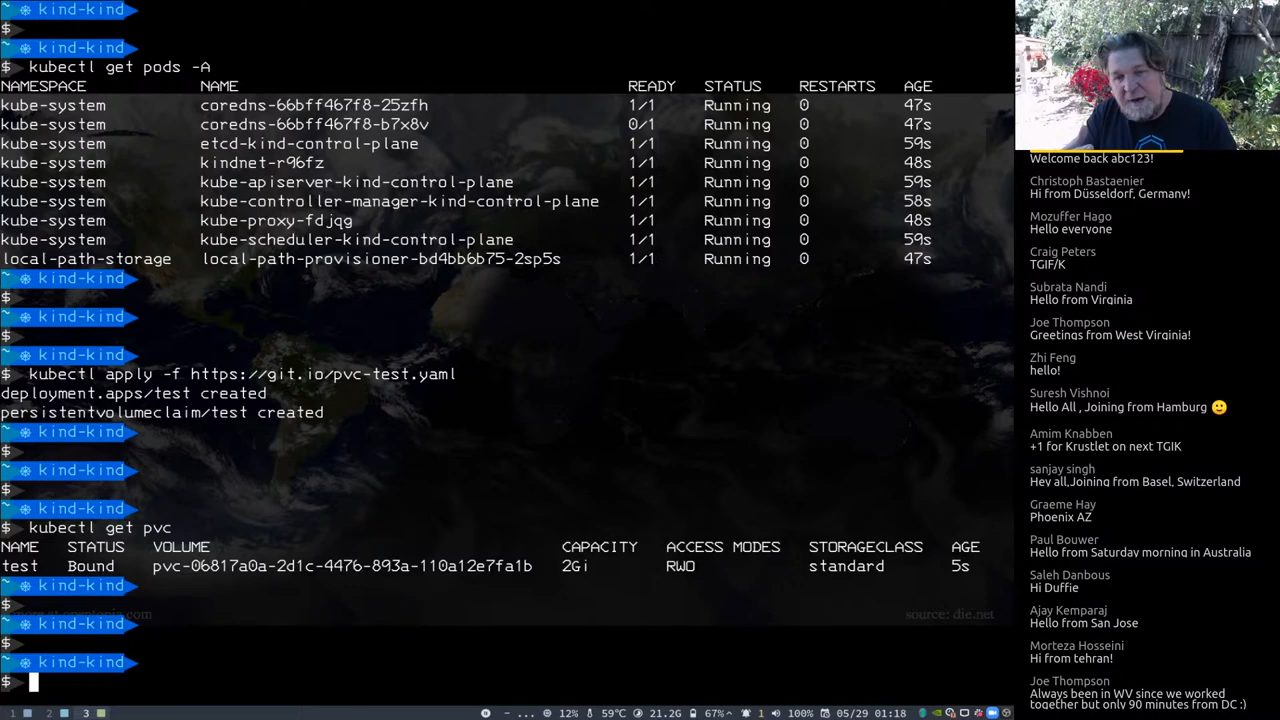 ~ ⎈ kind-kind
$
~ ⎈ kind-kind
$ kubectl get pods -A
NAMESPACE NAME READY STATUS RESTARTS AGE
kube-system coredns-66bff467f8-25zfh 1/1 Running 0 47s
kube-system coredns-66bff467f8-b7x8v 0/1 Running 0 47s
kube-system etcd-kind-control-plane 1/1 Running 0 59s
kube-system kindnet-r96fz 1/1 Running 0 48s
kube-system kube-apiserver-kind-control-plane 1/1 Running 0 59s
kube-system kube-controller-manager-kind-control-plane 1/1 Running 0 58s
kube-system kube-proxy-fdjqg 1/1 Running 0 48s
kube-system kube-scheduler-kind-control-plane 1/1 Running 0 59s
local-path-storage local-path-provisioner-bd4bb6b75-2sp5s 1/1 Running 0 47s
~ ⎈ kind-kind
$
~ ⎈ kind-kind
$
~ ⎈ kind-kind
$ kubectl apply -f https://git.io/pvc-test.yaml
deployment.apps/test created
persistentvolumeclaim/test created
~ ⎈ kind-kind
$
~ ⎈ kind-kind
$
~ ⎈ kind-kind
$ kubectl get pvc
NAME STATUS VOLUME CAPACITY ACCESS MODES STORAGECLASS AGE
test Bound pvc-06817a0a-2d1c-4476-893a-110a12e7fa1b 2Gi RWO standard 5s
~ ⎈ kind-kind
$
source: die.net
~ ⎈ kind-kind
$
~ ⎈ kind-kind
$
1 2 3 - ... 12% 59℃ 21.2G 67% 1 100% 05/29 01:18
Welcome back abc123!
Christoph Bastaenier
Hi from Düsseldorf, Germany!
Mozuffer Hago
Hello everyone
Craig Peters
TGIF/K
Subrata Nandi
Hello from Virginia
Joe Thompson
Greetings from West Virginia!
Zhi Feng
hello!
Suresh Vishnoi
Hello All , Joining from Hamburg 🙂
Amim Knabben
+1 for Krustlet on next TGIK
sanjay singh
Hey all,Joining from Basel, Switzerland
Graeme Hay
Phoenix AZ
Paul Bouwer
Hello from Saturday morning in Australia
Saleh Danbous
Hi Duffie
Ajay Kemparaj
Hello from San Jose
Morteza Hosseini
Hi from tehran!
Joe Thompson
Always been in WV since we worked
together but only 90 minutes from DC :)